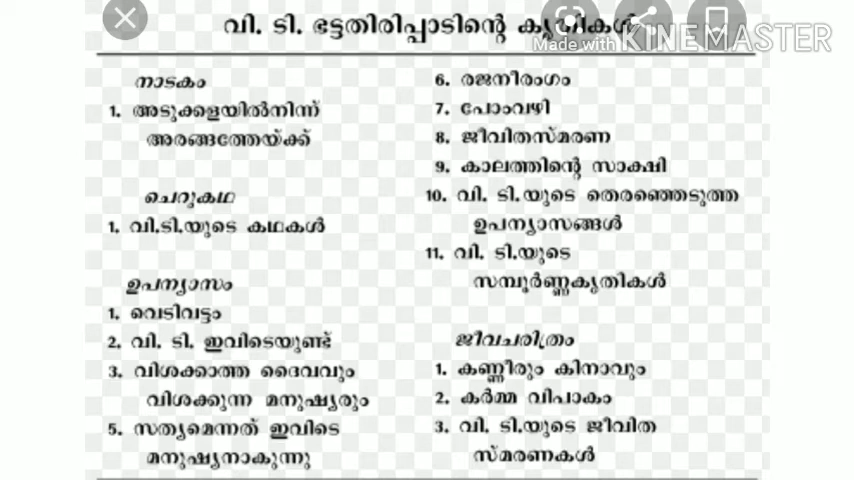 വി. ടി. ഭട്ടതിരിപ്പാടിന്റെ കൃതികൾ
Made with KINEMASTER
നാടകം
1. അടുക്കളയിൽനിന്ന്
അരങ്ങത്തേയ്ക്ക്
ചെറുകഥ
1. വി.ടി.യുടെ കഥകൾ
ഉപന്യാസം
1. വെടിവട്ടം
2. വി. ടി. ഇവിടെയുണ്ട്
3. വിശക്കാത്ത ദൈവവും
വിശക്കുന്ന മനുഷ്യരും
5. സത്യമെന്നത് ഇവിടെ
മനുഷ്യനാകുന്നു
6. രജനീരംഗം
7. പോംവഴി
8. ജീവിതസ്മരണ
9. കാലത്തിന്റെ സാക്ഷി
10. വി. ടി.യുടെ തെരഞ്ഞെടുത്ത
ഉപന്യാസങ്ങൾ
11. വി. ടി.യുടെ
സമ്പൂർണ്ണകൃതികൾ
ജീവചരിത്രം
1. കണ്ണീരും കിനാവും
2. കർമ്മ വിപാകം
3. വി. ടി.യുടെ ജീവിത
സ്മരണകൾ